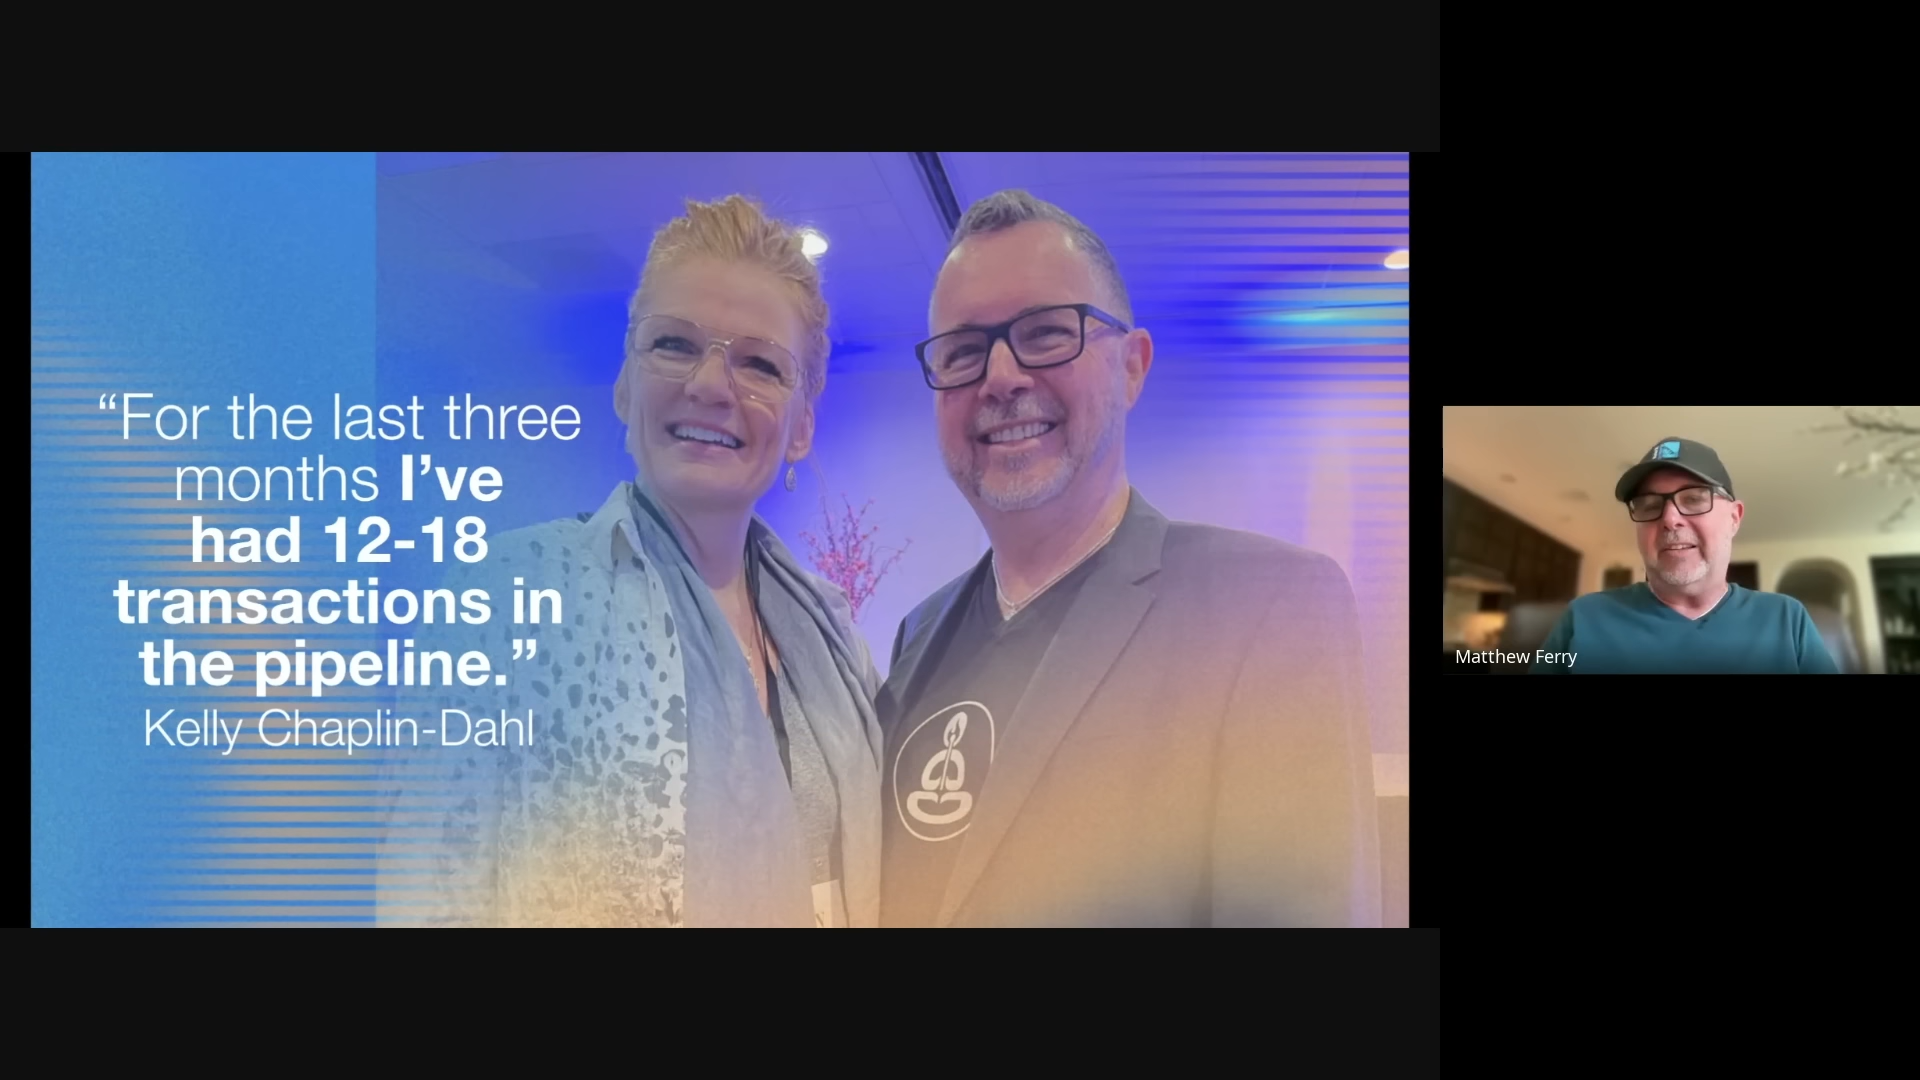 “For the last three
months I’ve
had 12-18
transactions in
the pipeline.”
Kelly Chaplin-Dahl
Matthew Ferry